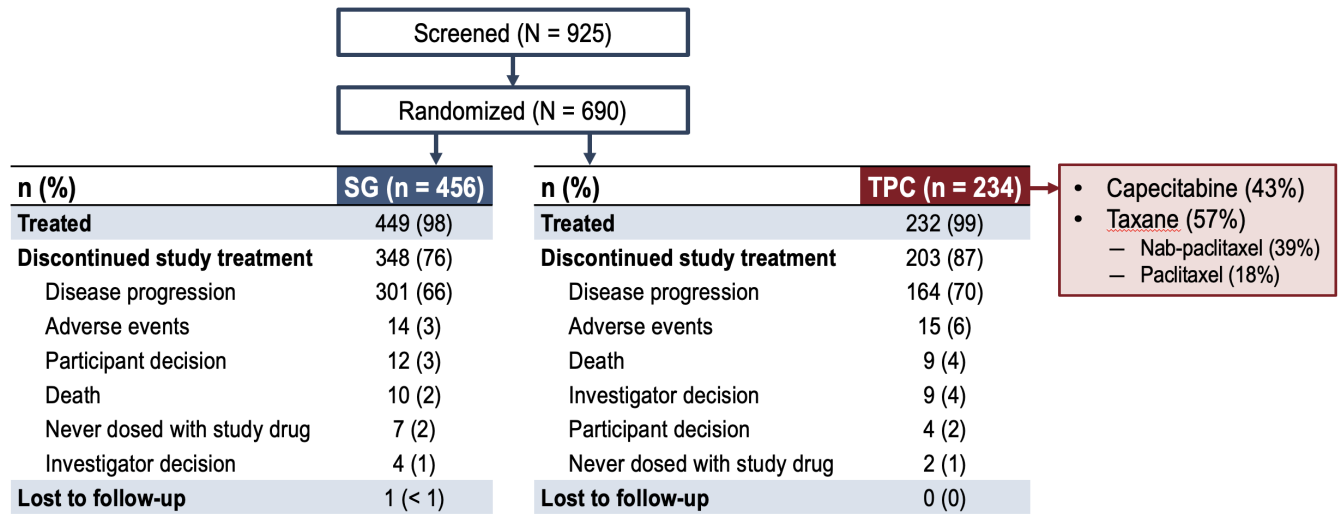 Screened (N = 925)
Randomized (N = 690)
n (%) SG (n = 456)
Treated 449 (98)
Discontinued study treatment 348 (76)
Disease progression 301 (66)
Adverse events 14 (3)
Participant decision 12 (3)
Death 10 (2)
Never dosed with study drug 7 (2)
Investigator decision 4 (1)
Lost to follow-up 1 (< 1)
n (%) TPC (n = 234)
Treated 232 (99)
Discontinued study treatment 203 (87)
Disease progression 164 (70)
Adverse events 15 (6)
Death 9 (4)
Investigator decision 9 (4)
Participant decision 4 (2)
Never dosed with study drug 2 (1)
Lost to follow-up 0 (0)
• Capecitabine (43%)
• Taxane (57%)
– Nab-paclitaxel (39%)
– Paclitaxel (18%)